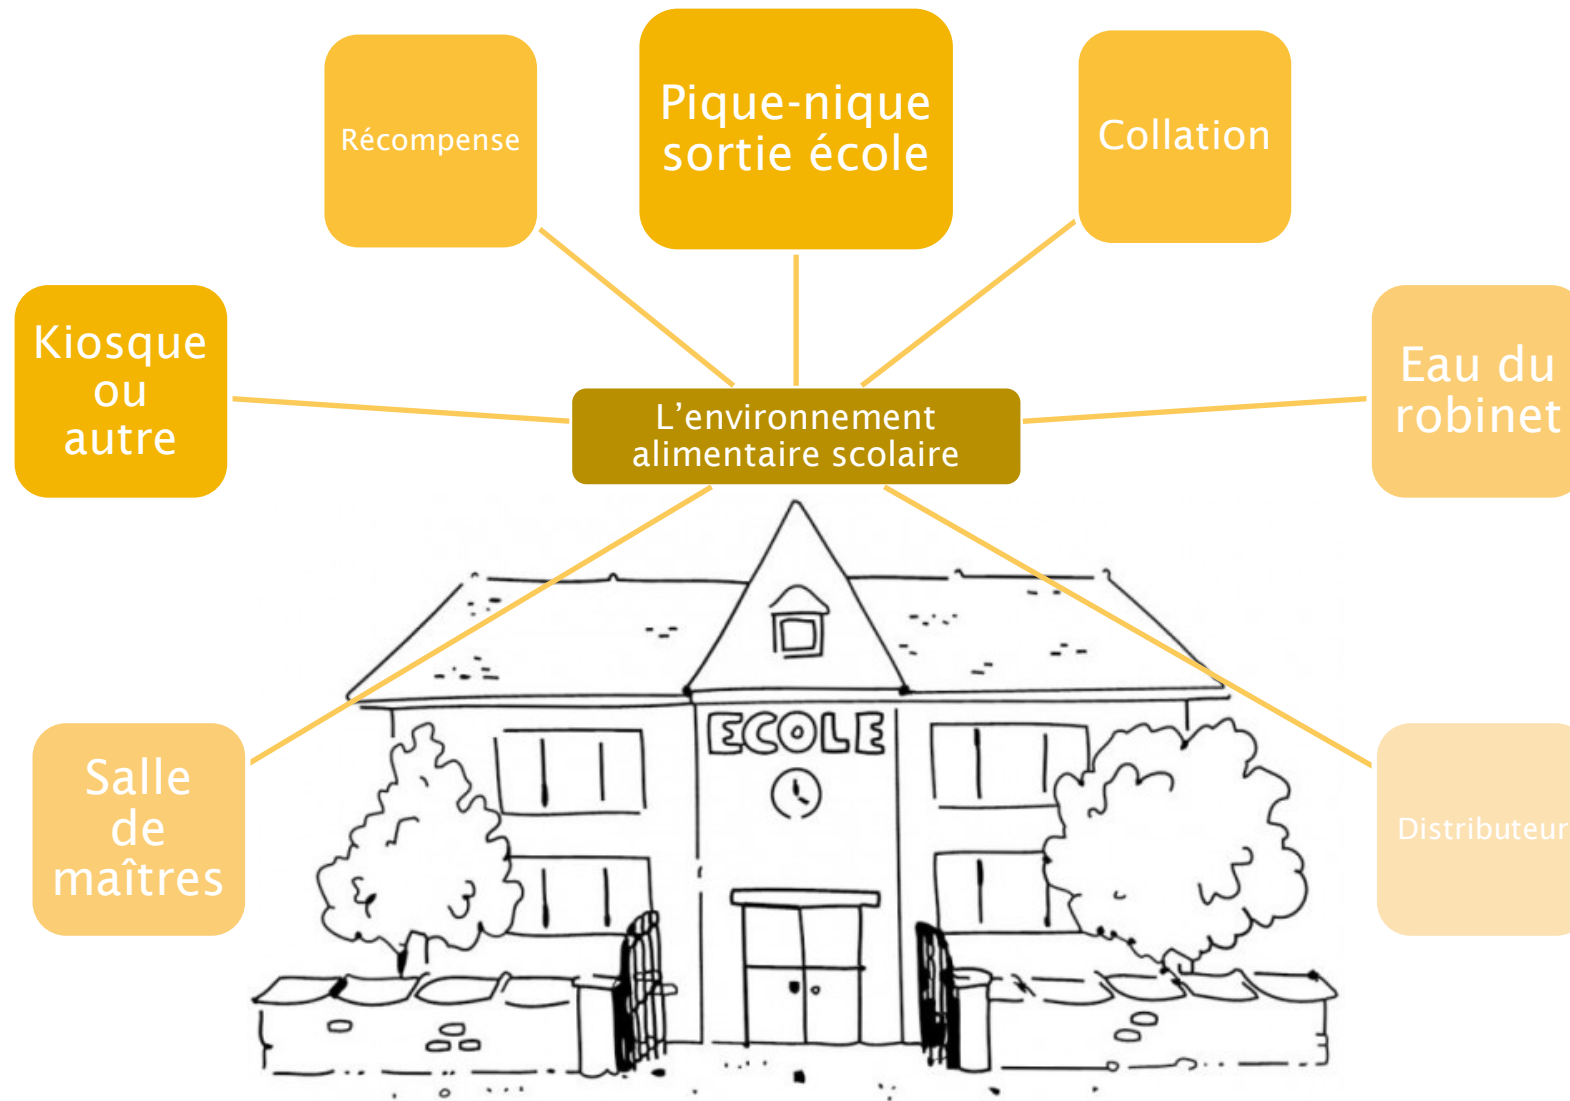 Récompense
Pique-nique
sortie école
Collation
Kiosque
ou
autre
Eau du
robinet
L’environnement
alimentaire scolaire
ECOLE
Salle
de
maîtres
Distributeur